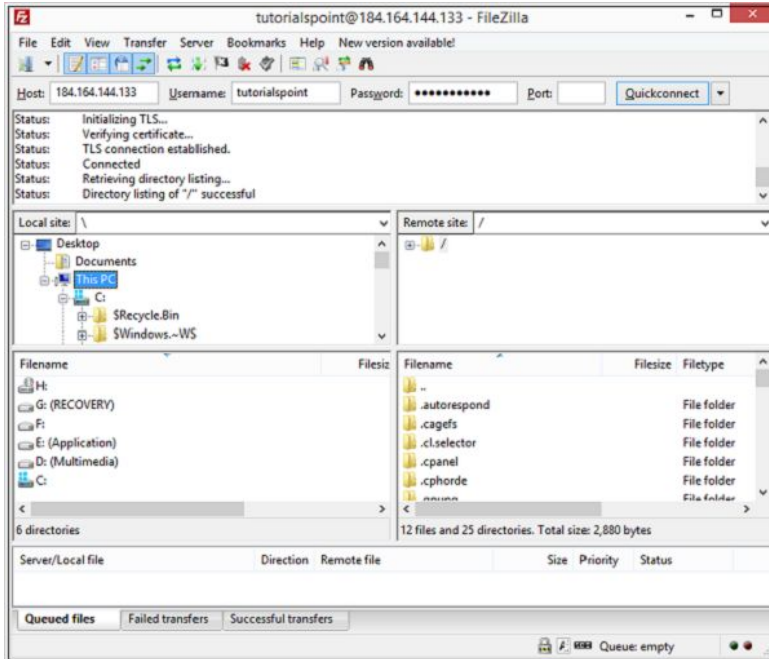 tutorialspoint@184.164.144.133 - FileZilla
File Edit View Transfer Server Bookmarks Help New version available!
Host: 184.164.144.133 Username: tutorialspoint Password: ●●●●●●●●●●● Port: Quickconnect
Status: Initializing TLS...
Status: Verifying certificate...
Status: TLS connection established.
Status: Connected
Status: Retrieving directory listing...
Status: Directory listing of "/" successful
Local site: \
Desktop
Documents
This PC
C:
$Recycle.Bin
$Windows.~WS
Remote site: /
/
Filename Filesiz
H:
G: (RECOVERY)
F:
E: (Application)
D: (Multimedia)
C:
6 directories
Filename Filesize Filetype
..
.autorespond File folder
.cagefs File folder
.cl.selector File folder
.cpanel File folder
.cphorde File folder
File folder
12 files and 25 directories. Total size: 2,880 bytes
Server/Local file Direction Remote file Size Priority Status
Queued files Failed transfers Successful transfers
Queue: empty